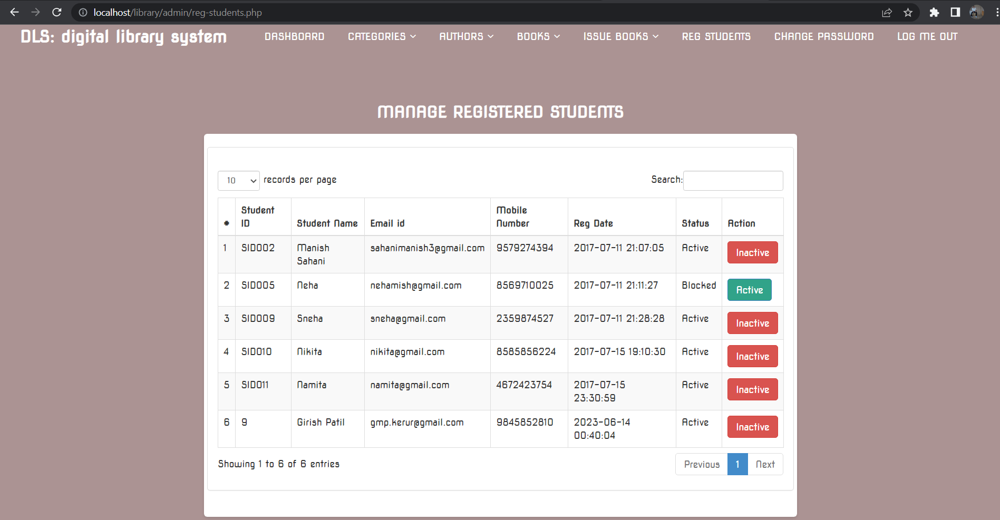 localhost/library/admin/reg-students.php
DLS: digital library system DASHBOARD CATEGORIES AUTHORS BOOKS ISSUE BOOKS REG STUDENTS CHANGE PASSWORD LOG ME OUT
MANAGE REGISTERED STUDENTS
10 records per page Search:
# Student ID Student Name Email id Mobile Number Reg Date Status Action
1 SID002 Manish Sahani sahanimanish3@gmail.com 9579274394 2017-07-11 21:07:05 Active Inactive
2 SID005 Neha nehamish@gmail.com 8569710025 2017-07-11 21:11:27 Blocked Active
3 SID009 Sneha sneha@gmail.com 2359874527 2017-07-11 21:28:28 Active Inactive
4 SID010 Nikita nikita@gmail.com 8585856224 2017-07-15 19:10:30 Active Inactive
5 SID011 Namita namita@gmail.com 4672423754 2017-07-15 23:30:59 Active Inactive
6 9 Girish Patil gmp.kerur@gmail.com 9845852810 2023-06-14 00:40:04 Active Inactive
Showing 1 to 6 of 6 entries Previous 1 Next